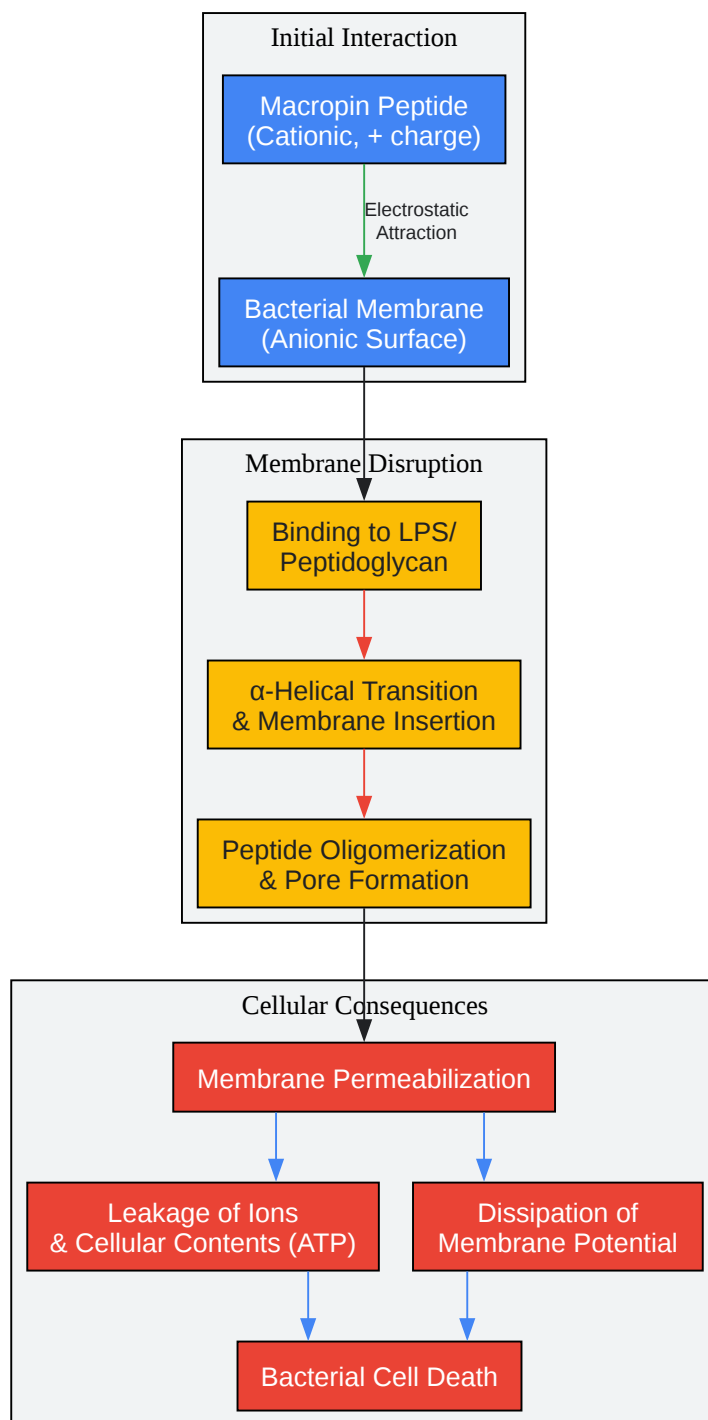 Initial Interaction
Macropin Peptide
(Cationic, + charge)
Electrostatic
Attraction
Bacterial Membrane
(Anionic Surface)
Membrane Disruption
Binding to LPS/
Peptidoglycan
α-Helical Transition
& Membrane Insertion
Peptide Oligomerization
& Pore Formation
Cellular Consequences
Membrane Permeabilization
Leakage of Ions
& Cellular Contents (ATP)
Dissipation of
Membrane Potential
Bacterial Cell Death